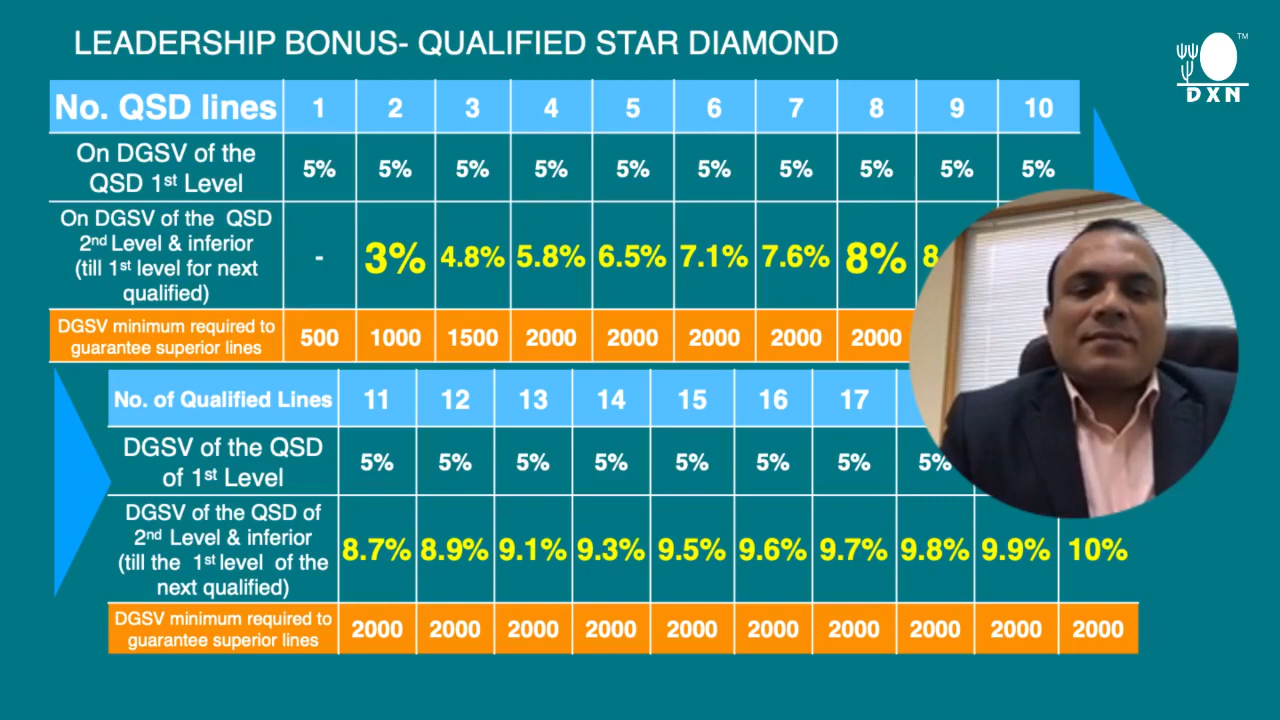 LEADERSHIP BONUS- QUALIFIED STAR DIAMOND
TM
DXN
No. QSD lines 1 2 3 4 5 6 7 8 9 10
On DGSV of the
QSD 1st Level
5% 5% 5% 5% 5% 5% 5% 5% 5% 5%
On DGSV of the QSD
2nd Level & inferior
(till 1st level for next
qualified)
- 3% 4.8% 5.8% 6.5% 7.1% 7.6% 8% 8
DGSV minimum required to
guarantee superior lines
500 1000 1500 2000 2000 2000 2000 2000
No. of Qualified Lines 11 12 13 14 15 16 17
DGSV of the QSD
of 1st Level
5% 5% 5% 5% 5% 5% 5% 5%
DGSV of the QSD of
2nd Level & inferior
(till the 1st level of the
next qualified)
8.7% 8.9% 9.1% 9.3% 9.5% 9.6% 9.7% 9.8% 9.9% 10%
DGSV minimum required to
guarantee superior lines
2000 2000 2000 2000 2000 2000 2000 2000 2000 2000